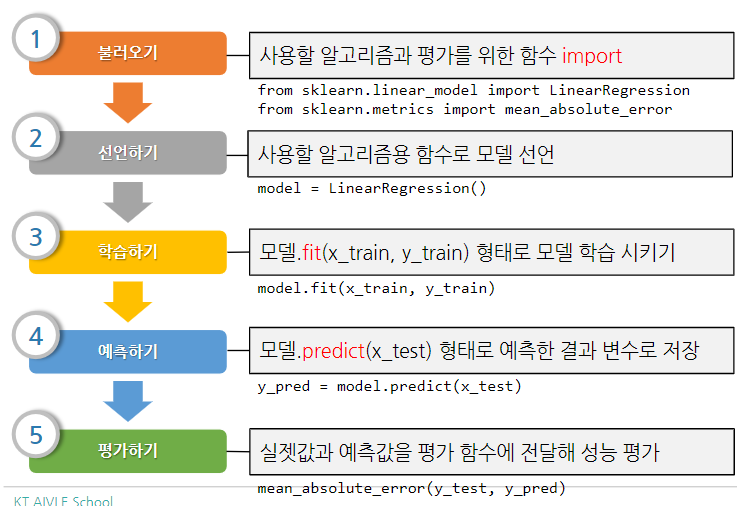 1
불러오기
사용할 알고리즘과 평가를 위한 함수 import
from sklearn.linear_model import LinearRegression
from sklearn.metrics import mean_absolute_error
2
선언하기
사용할 알고리즘용 함수로 모델 선언
model = LinearRegression()
3
학습하기
모델.fit(x_train, y_train) 형태로 모델 학습 시키기
model.fit(x_train, y_train)
4
예측하기
모델.predict(x_test) 형태로 예측한 결과 변수로 저장
y_pred = model.predict(x_test)
5
평가하기
실젯값과 예측값을 평가 함수에 전달해 성능 평가
mean_absolute_error(y_test, y_pred)
KT AIVLE School